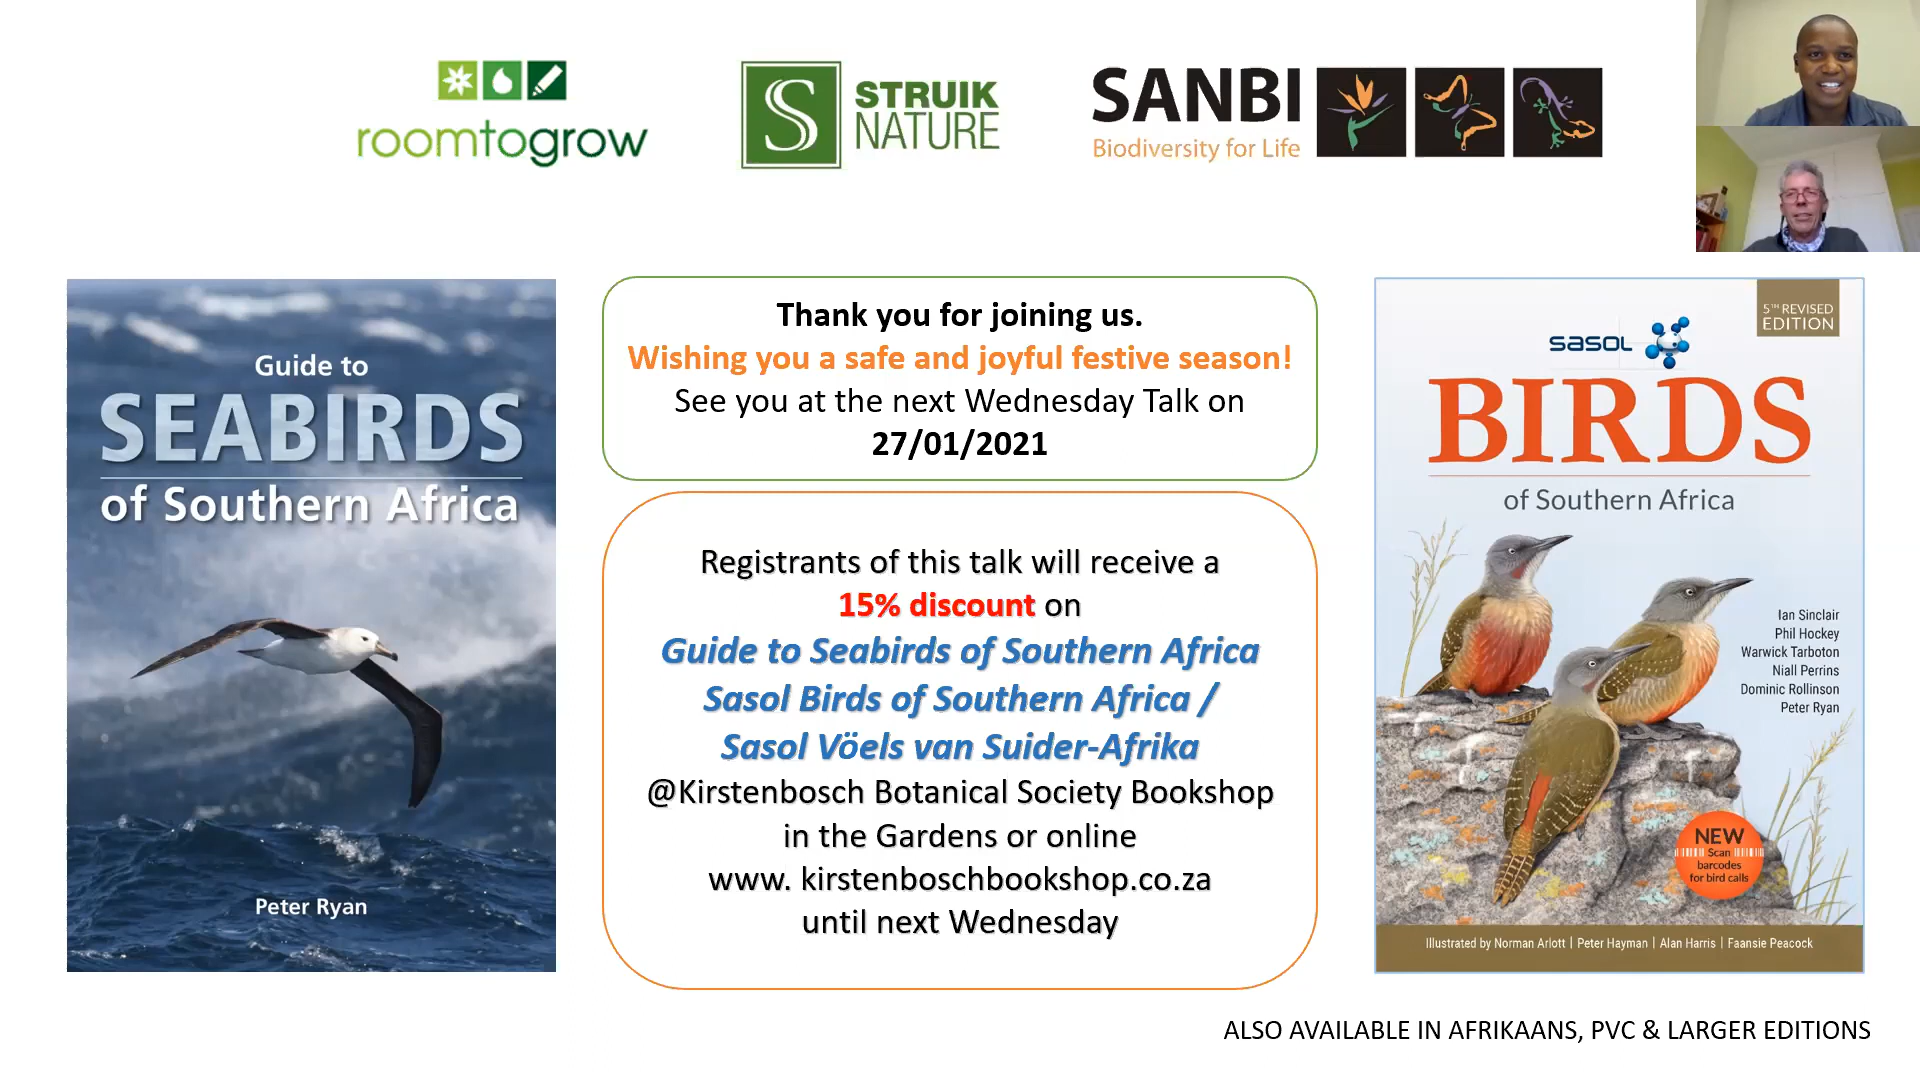 roomtogrow
STRUIK
NATURE
SANBI
Biodiversity for Life
Guide to
SEABIRDS
of Southern Africa
Peter Ryan
Thank you for joining us.
Wishing you a safe and joyful festive season!
See you at the next Wednesday Talk on
27/01/2021
Registrants of this talk will receive a
15% discount on
Guide to Seabirds of Southern Africa
Sasol Birds of Southern Africa /
Sasol Vöels van Suider-Afrika
@Kirstenbosch Botanical Society Bookshop
in the Gardens or online
www. kirstenboschbookshop.co.za
until next Wednesday
5TH REVISED
EDITION
sasol
BIRDS
of Southern Africa
Ian Sinclair
Phil Hockey
Warwick Tarboton
Niall Perrins
Dominic Rollinson
Peter Ryan
NEW
Scan
barcodes
for bird calls
Illustrated by Norman Arlott | Peter Hayman | Alan Harris | Faansie Peacock
ALSO AVAILABLE IN AFRIKAANS, PVC & LARGER EDITIONS